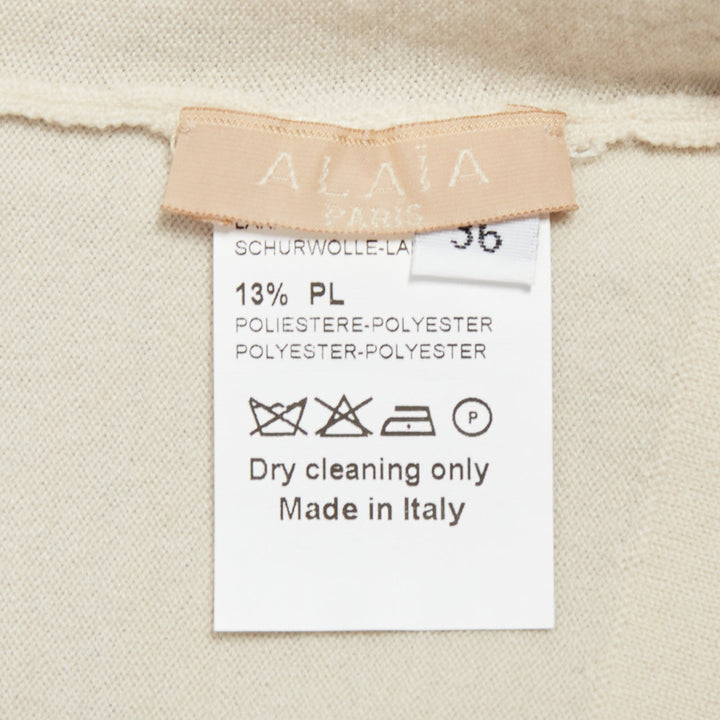 ALAÏA
PARIS
36
SCHURWOLLE-LA
13% PL
POLIESTERE-POLYESTER
POLYESTER-POLYESTER
P
Dry cleaning only
Made in Italy